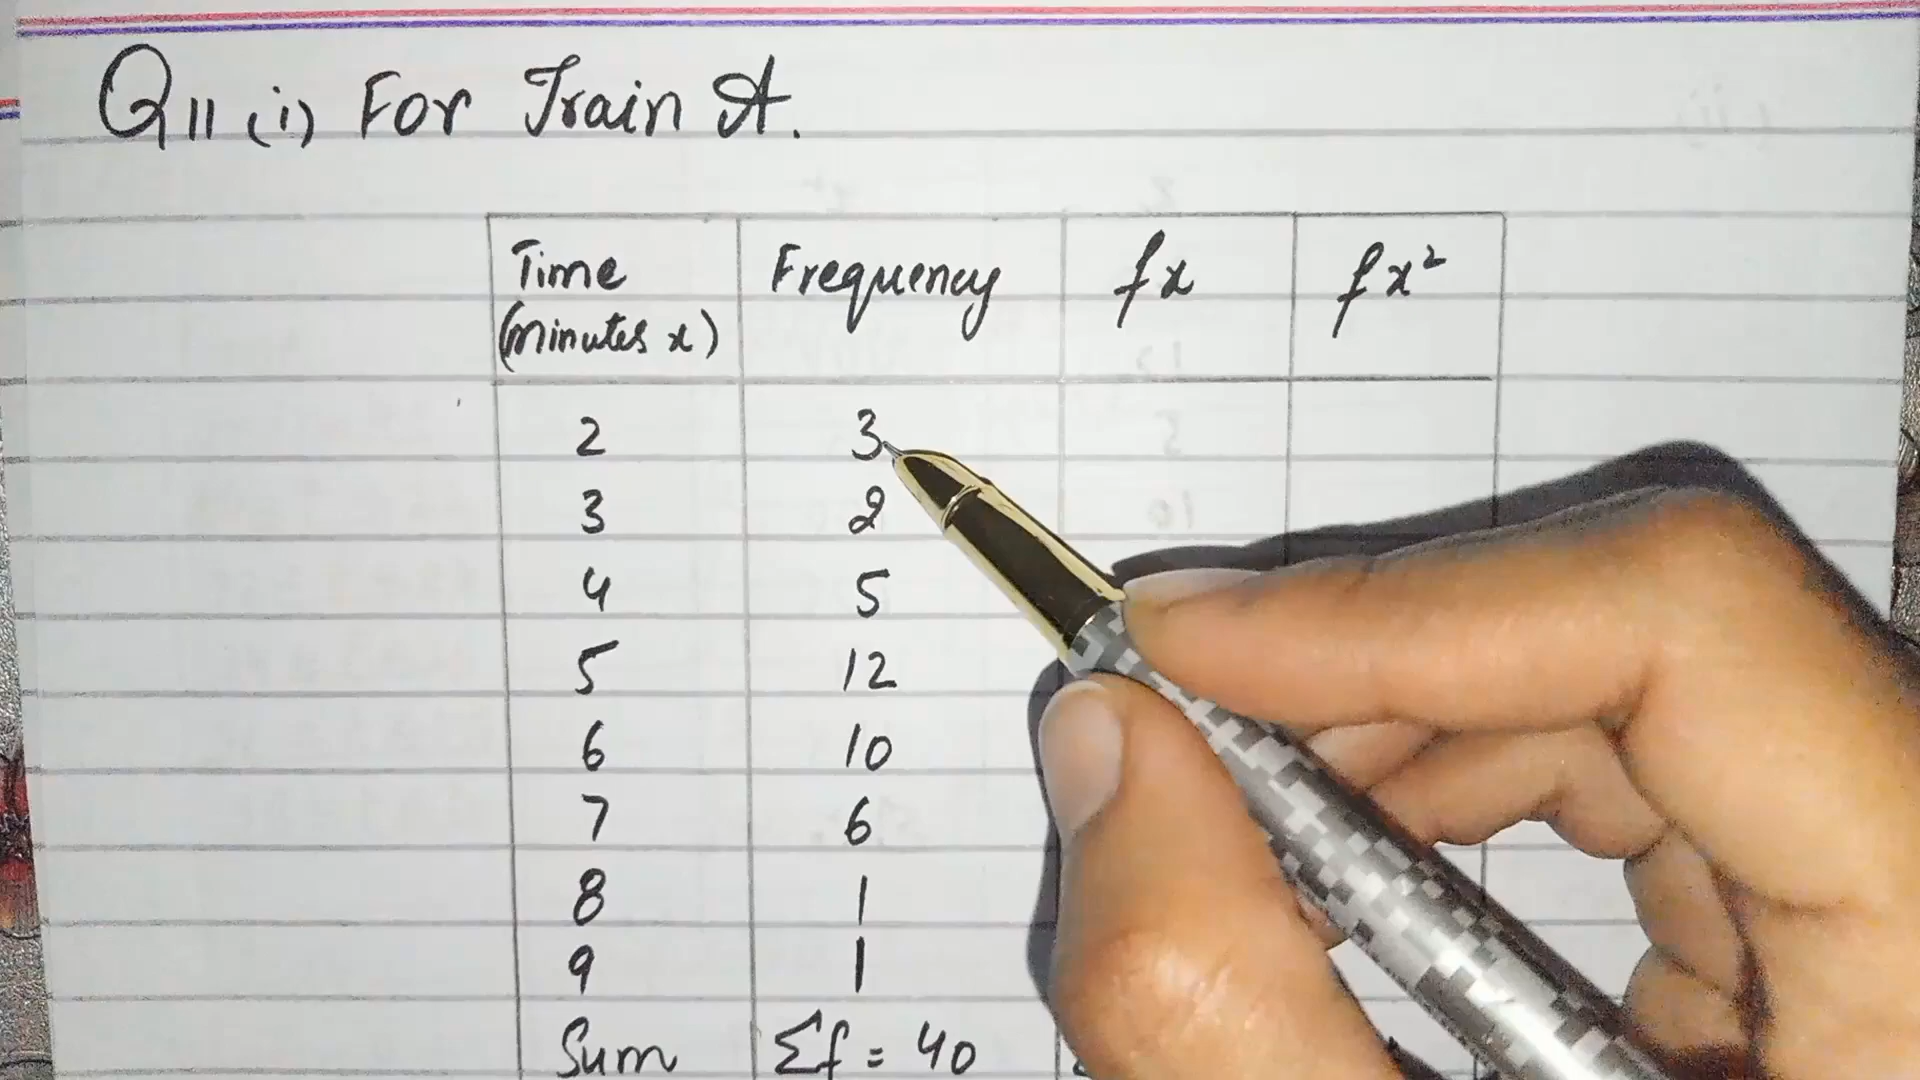 Q11 (i) For Train A.
Time (minutes x) Frequency fx fx²
2 3
3 2
4 5
5 12
6 10
7 6
8 1
9 1
Sum Σf = 40